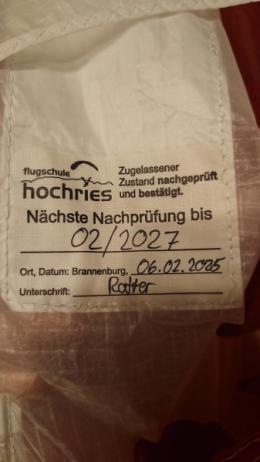 flugschule
hochries
Zugelassener
Zustand nachgeprüft
und bestätigt.
Nächste Nachprüfung bis
02/2027
Ort, Datum: Brannenburg, 06.02.2025
Unterschrift: Rotter